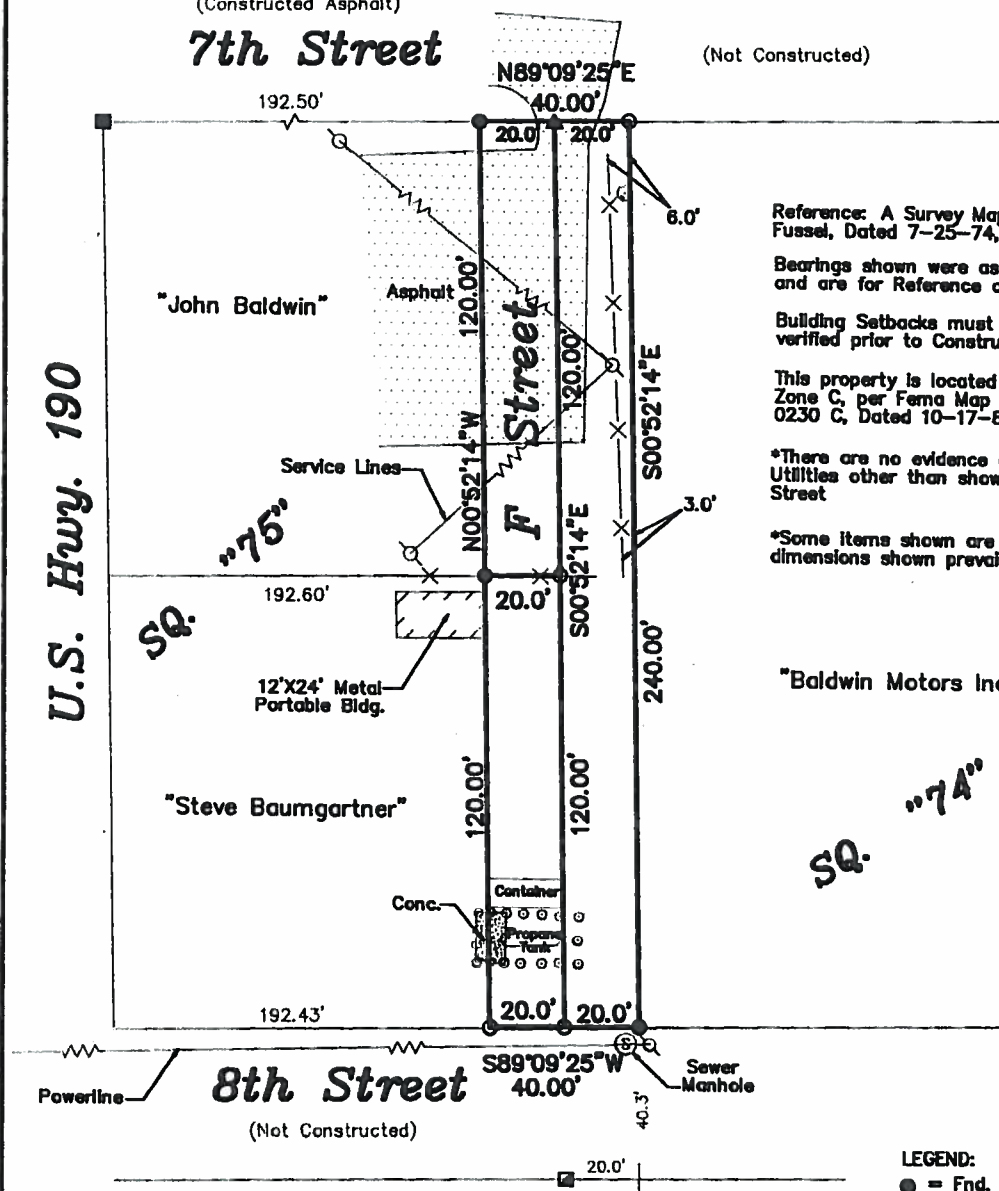 (Constructed Asphalt)
7th Street
(Not Constructed)
N89°09'25"E
40.00'
192.50'
20.0'
20.0'
6.0'
Reference: A Survey Map
Fussel, Dated 7-25-74,
Bearings shown were
and are for Reference
Building Setbacks must
verified prior to
This property is located
Zone C, per Fema Map
0230 C, Dated 10-17-
*There are no evidence
Utilities other than
Street
*Some items shown are
dimensions shown
"John Baldwin"
Asphalt
120.00'
F Street
120.00'
S00°52'14"E
N00°52'14"W
Service Lines
3.0'
U.S. Hwy. 190
SQ. "75"
192.60'
20.0'
S00°52'14"E
240.00'
12'X24' Metal
Portable Bldg.
"Baldwin Motors
"Steve Baumgartner"
120.00'
120.00'
SQ. "74"
Container
Conc.
Propane
Tank
192.43'
20.0'
20.0'
S
S89°09'25"W
40.00'
Powerline
8th Street
(Not Constructed)
Sewer
Manhole
40.3'
20.0'
LEGEND:
= Fnd.